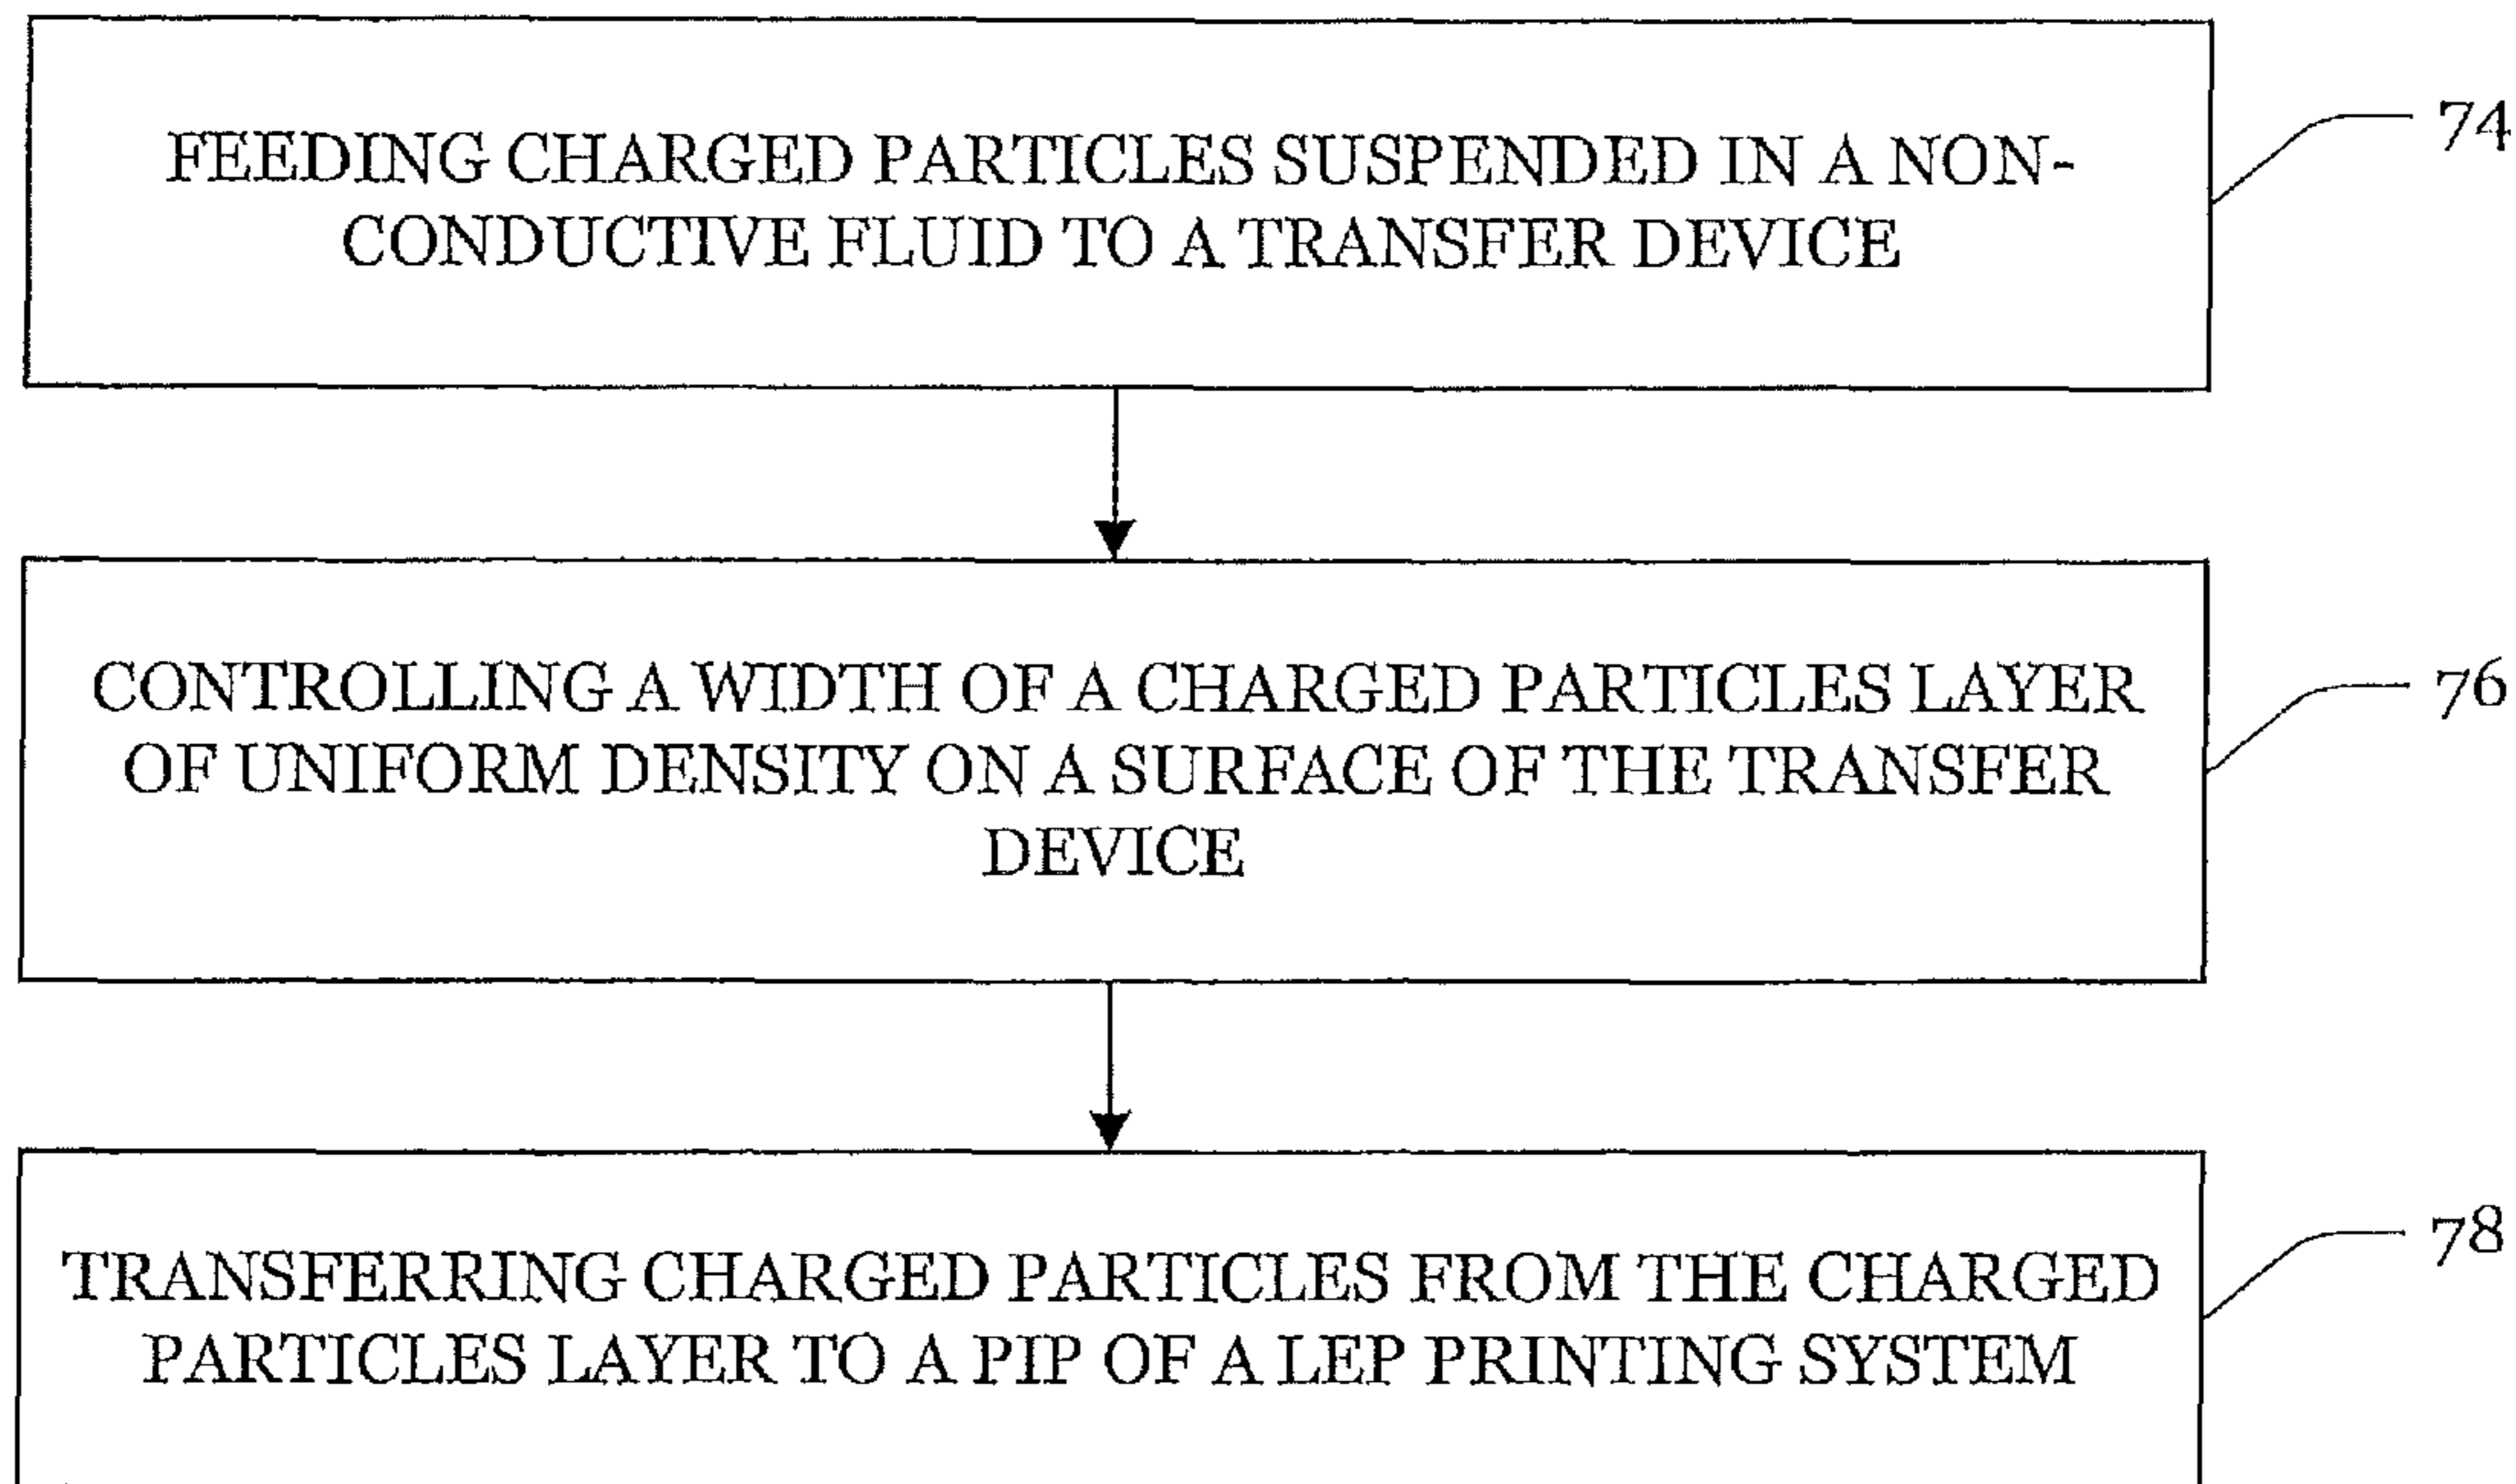 FEEDING CHARGED PARTICLES SUSPENDED IN A NON-
CONDUCTIVE FLUID TO A TRANSFER DEVICE
74
CONTROLLING A WIDTH OF A CHARGED PARTICLES LAYER
OF UNIFORM DENSITY ON A SURFACE OF THE TRANSFER
DEVICE
76
TRANSFERRING CHARGED PARTICLES FROM THE CHARGED
PARTICLES LAYER TO A PIP OF A LEP PRINTING SYSTEM
78